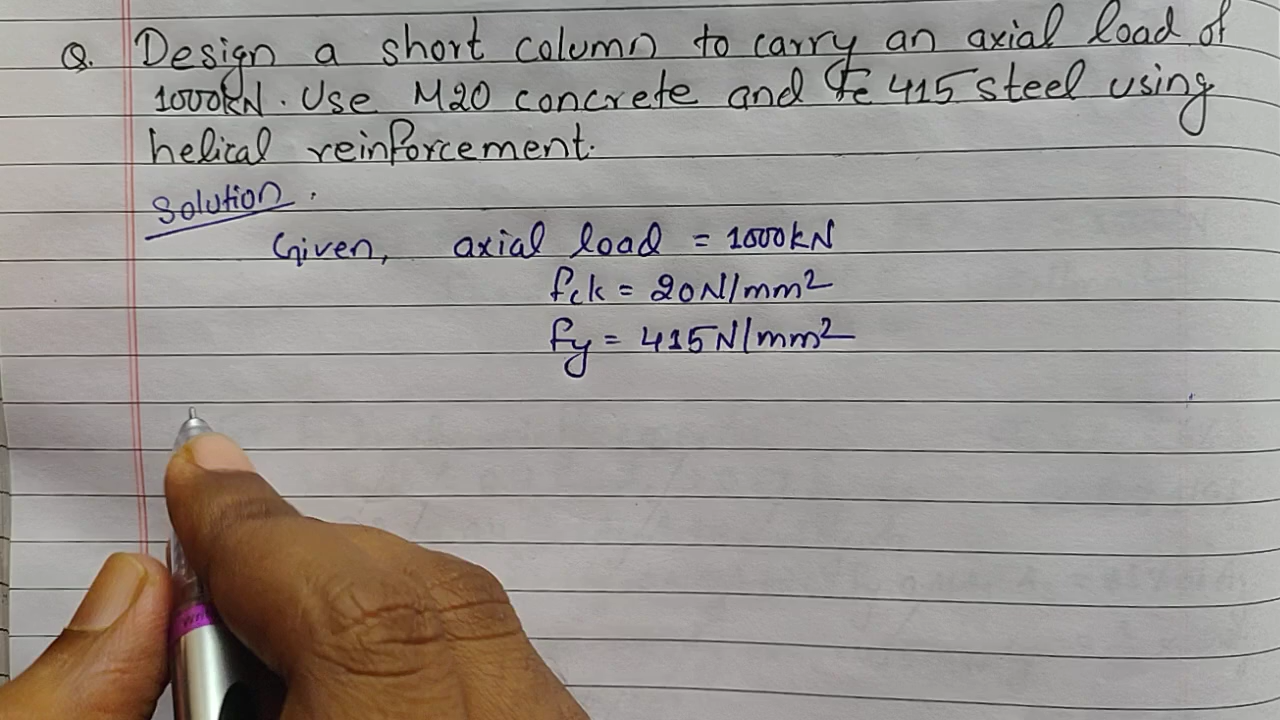 Q. Design a short column to carry an axial load of
1000kN. Use M20 concrete and Fe 415 steel using
helical reinforcement.
Solution.
Given, axial load = 1000kN
fck = 20N/mm²
fy = 415N/mm²